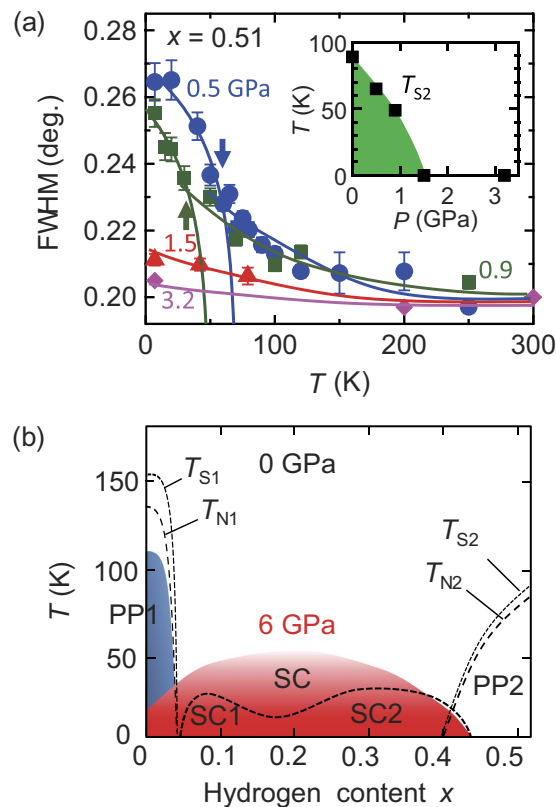 (a)
x = 0.51
0.28
0.26
0.24
0.22
0.20
FWHM (deg.)
0.5 GPa
1.5
3.2
0.9
0
100
200
300
T (K)
100
50
0
T (K)
T_S2
0
1
2
3
P (GPa)
(b)
0 GPa
150
100
50
0
T (K)
T_S1
T_N1
T_S2
T_N2
PP1
6 GPa
SC
SC1
SC2
PP2
0
0.1
0.2
0.3
0.4
0.5
Hydrogen content x